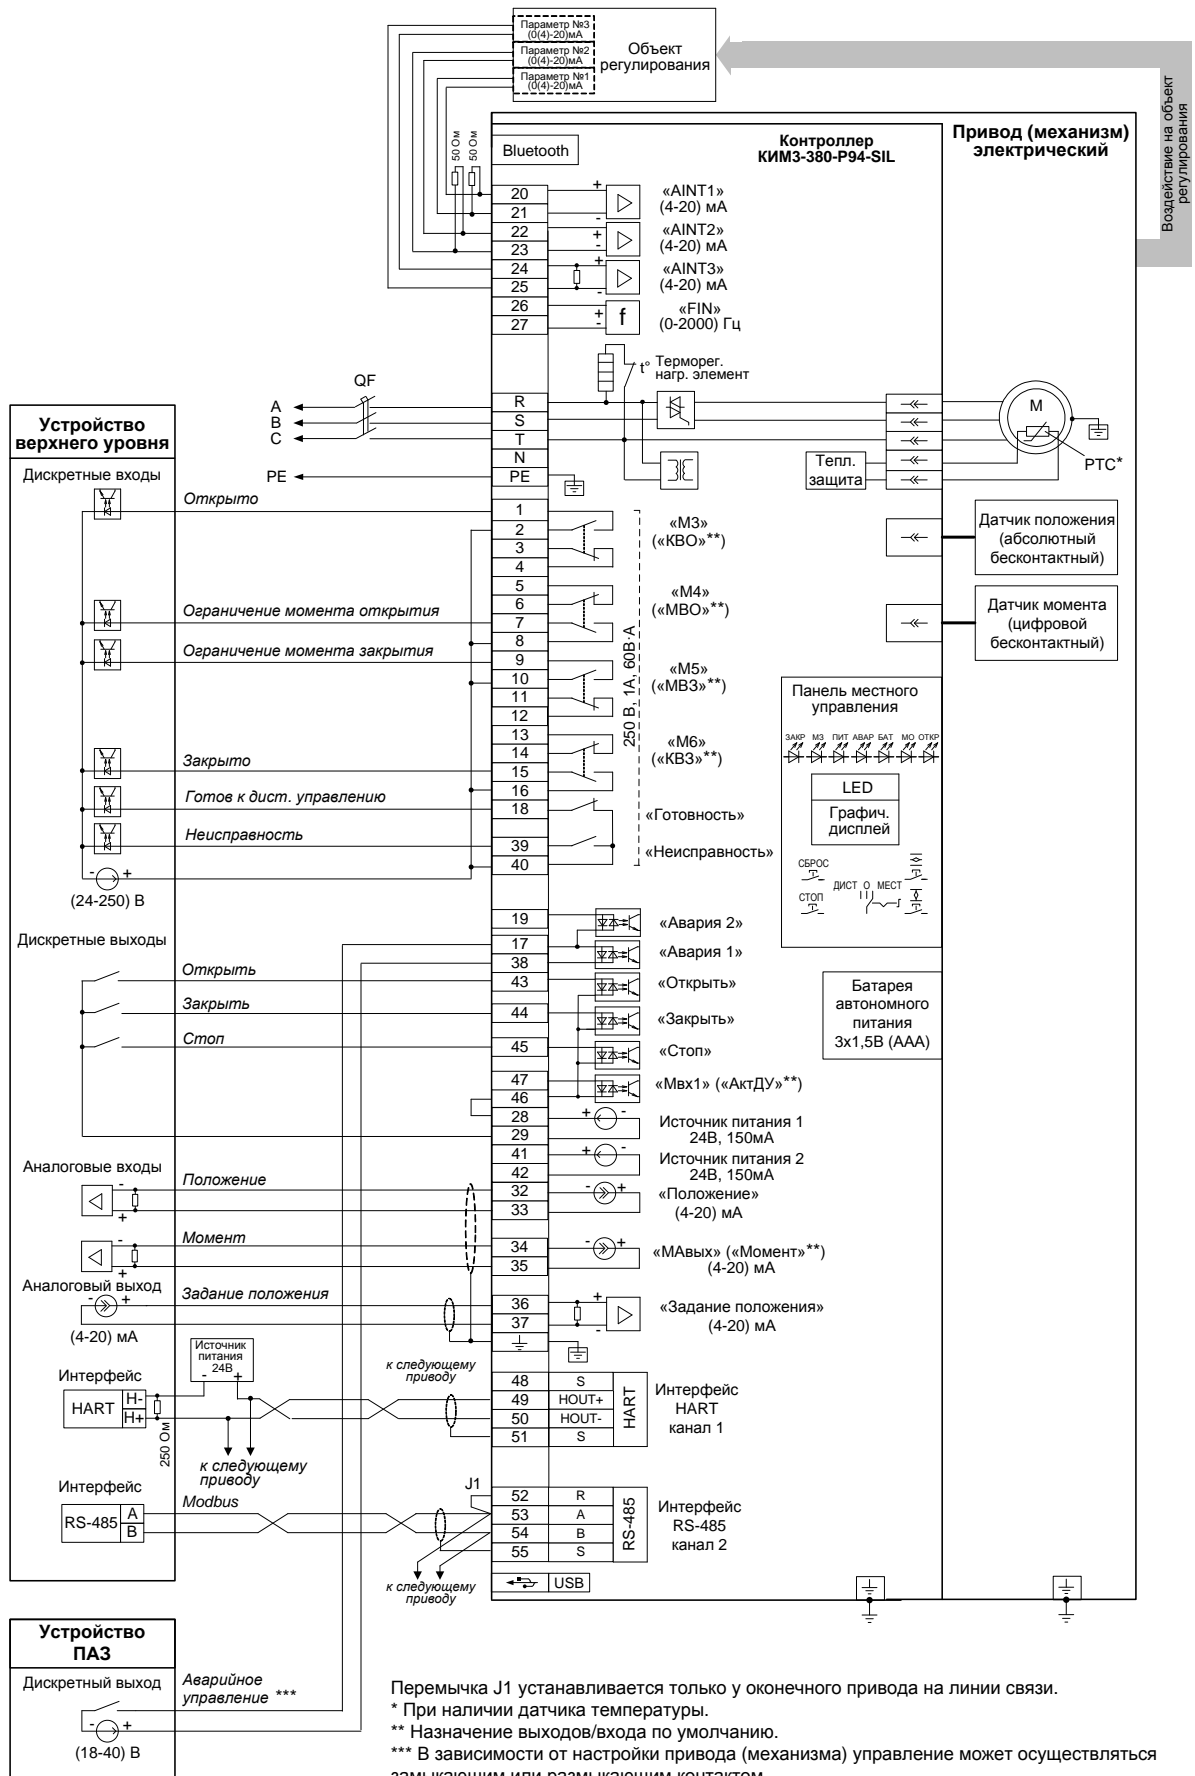 Параметр №3
(0(4)-20)мА
Параметр №2
(0(4)-20)мА
Параметр №1
(0(4)-20)мА
Объект
регулирования
Воздействие на объект
регулирования
50 Ом
50 Ом
Bluetooth
Контроллер
КИМ3-380-Р94-SIL
Привод (механизм)
электрический
20
21
22
23
24
25
26
27
+
-
«AINT1»
(4-20) мА
+
-
«AINT2»
(4-20) мА
+
-
«AINT3»
(4-20) мА
+
-
f
«FIN»
(0-2000) Гц
t° Терморег.
нагр. элемент
QF
A
B
C
PE
R
S
T
N
PE
M
PTC*
Тепл.
защита
Устройство
верхнего уровня
Дискретные входы
Открыто
Ограничение момента открытия
Ограничение момента закрытия
Закрыто
Готов к дист. управлению
Неисправность
- +
(24-250) В
1
2
3
4
5
6
7
8
9
10
11
12
13
14
15
16
18
39
40
«М3»
(«КВО»**)
«М4»
(«МВО»**)
«М5»
(«МВЗ»**)
«М6»
(«КВЗ»**)
«Готовность»
«Неисправность»
250 В, 1А, 60В·А
Датчик положения
(абсолютный
бесконтактный)
Датчик момента
(цифровой
бесконтактный)
Панель местного
управления
ЗАКР МЗ ПИТ АВАР БАТ МО ОТКР
LED
Графич.
дисплей
СБРОС
СТОП
ДИСТ О МЕСТ
Батарея
автономного
питания
3х1,5В (ААА)
Дискретные выходы
Открыть
Закрыть
Стоп
19
17
38
43
44
45
47
46
28
29
41
42
32
33
34
35
36
37
«Авария 2»
«Авария 1»
«Открыть»
«Закрыть»
«Стоп»
«Мвх1» («АктДУ»**)
+ -
Источник питания 1
24В, 150мА
+ -
Источник питания 2
24В, 150мА
- +
«Положение»
(4-20) мА
- +
«МАвых» («Момент»**)
(4-20) мА
+
-
«Задание положения»
(4-20) мА
Аналоговые входы
-
+
Положение
-
+
Момент
Аналоговый выход
- +
Задание положения
(4-20) мА
Источник
питания
24В
- +
Интерфейс
HART
H-
H+
250 Ом
к следующему
приводу
к следующему
приводу
48 S
49 HOUT+
50 HOUT-
51 S
HART
Интерфейс
HART
канал 1
Интерфейс
RS-485
A
B
Modbus
J1
к следующему
приводу
52 R
53 A
54 B
55 S
RS-485
Интерфейс
RS-485
канал 2
USB
Устройство
ПАЗ
Дискретный выход
- +
(18-40) В
Аварийное
управление ***
Перемычка J1 устанавливается только у оконечного привода на линии связи.
* При наличии датчика температуры.
** Назначение выходов/входа по умолчанию.
*** В зависимости от настройки привода (механизма) управление может осуществляться
замыкающим или размыкающим контактом